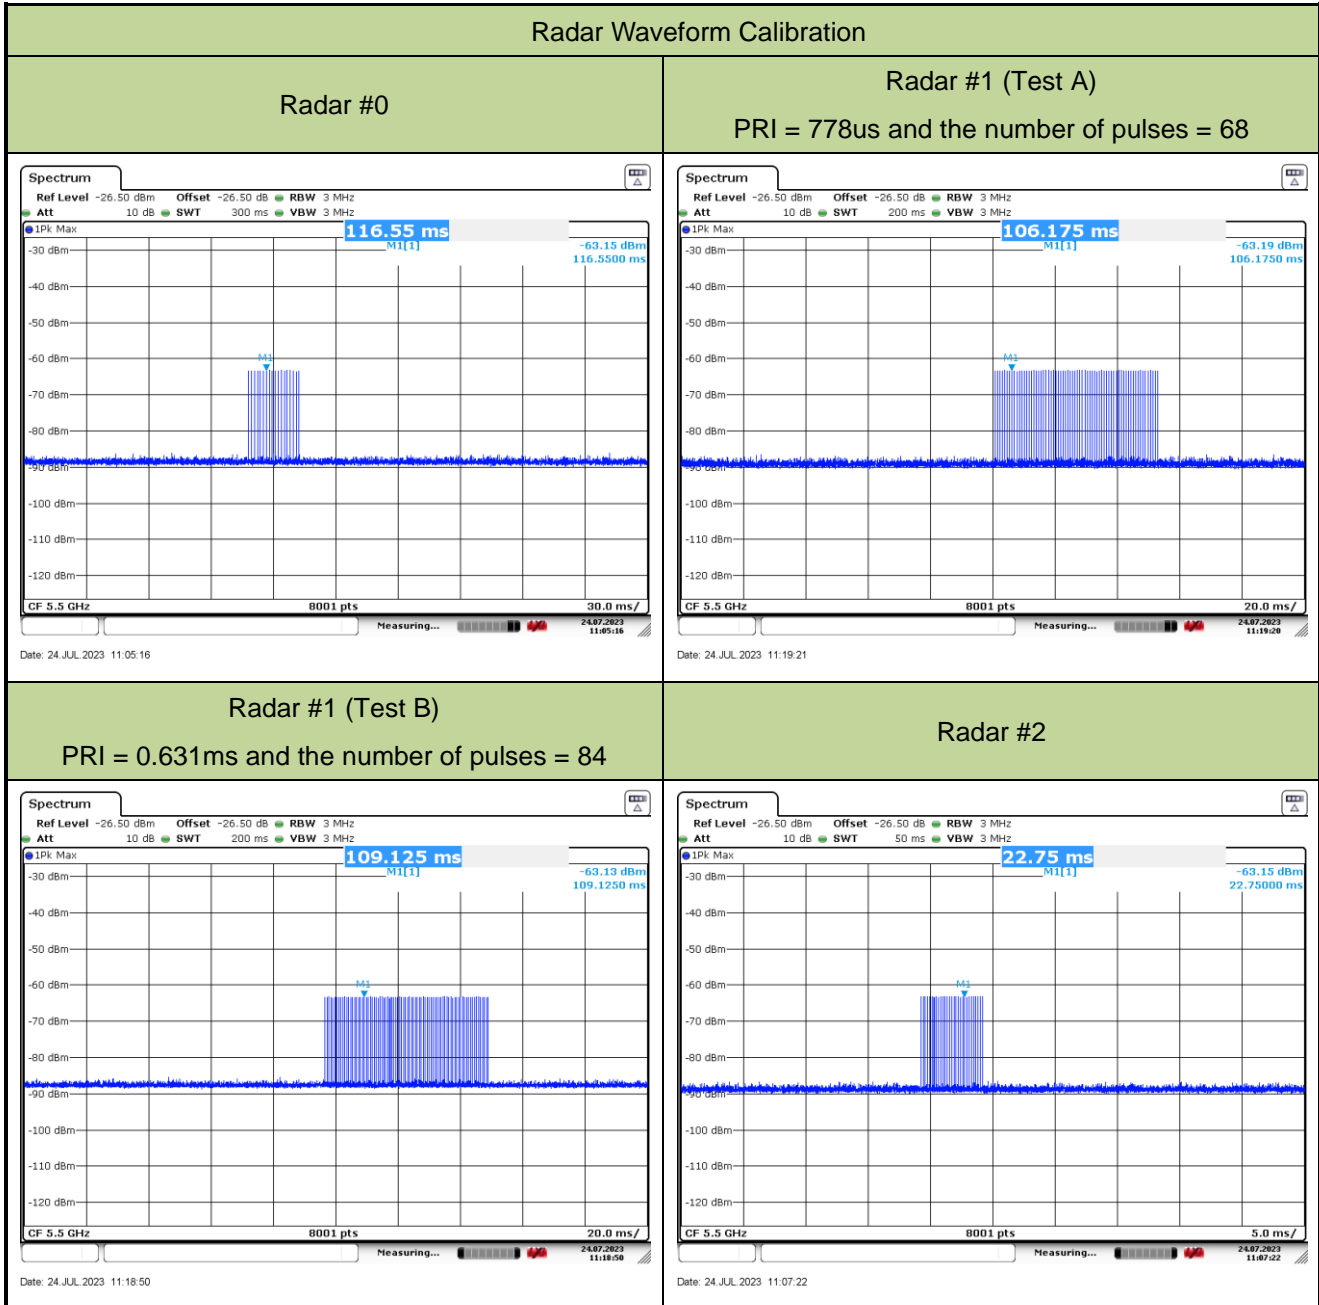 Radar Waveform Calibration
Radar #0
Radar #1 (Test A)
PRI = 778us and the number of pulses = 68
Spectrum
Ref Level -26.50 dBm Offset -26.50 dB RBW 3 MHz
Att 10 dB SWT 300 ms VBW 3 MHz
1Pk Max
116.55 ms
M1[1] -63.15 dBm
116.5500 ms
-30 dBm
-40 dBm
-50 dBm
-60 dBm
M1
-70 dBm
-80 dBm
-90 dBm
-100 dBm
-110 dBm
-120 dBm
CF 5.5 GHz 8001 pts 30.0 ms/
Measuring... 24.07.2023
11:05:16
Date: 24.JUL.2023 11:05:16
Spectrum
Ref Level -26.50 dBm Offset -26.50 dB RBW 3 MHz
Att 10 dB SWT 200 ms VBW 3 MHz
1Pk Max
106.175 ms
M1[1] -63.19 dBm
106.1750 ms
-30 dBm
-40 dBm
-50 dBm
-60 dBm
M1
-70 dBm
-80 dBm
-90 dBm
-100 dBm
-110 dBm
-120 dBm
CF 5.5 GHz 8001 pts 20.0 ms/
Measuring... 24.07.2023
11:19:20
Date: 24.JUL.2023 11:19:21
Radar #1 (Test B)
PRI = 0.631ms and the number of pulses = 84
Radar #2
Spectrum
Ref Level -26.50 dBm Offset -26.50 dB RBW 3 MHz
Att 10 dB SWT 200 ms VBW 3 MHz
1Pk Max
109.125 ms
M1[1] -63.13 dBm
109.1250 ms
-30 dBm
-40 dBm
-50 dBm
-60 dBm
M1
-70 dBm
-80 dBm
-90 dBm
-100 dBm
-110 dBm
-120 dBm
CF 5.5 GHz 8001 pts 20.0 ms/
Measuring... 24.07.2023
11:18:50
Date: 24.JUL.2023 11:18:50
Spectrum
Ref Level -26.50 dBm Offset -26.50 dB RBW 3 MHz
Att 10 dB SWT 50 ms VBW 3 MHz
1Pk Max
22.75 ms
M1[1] -63.15 dBm
22.75000 ms
-30 dBm
-40 dBm
-50 dBm
-60 dBm
M1
-70 dBm
-80 dBm
-90 dBm
-100 dBm
-110 dBm
-120 dBm
CF 5.5 GHz 8001 pts 5.0 ms/
Measuring... 24.07.2023
11:07:22
Date: 24.JUL.2023 11:07:22